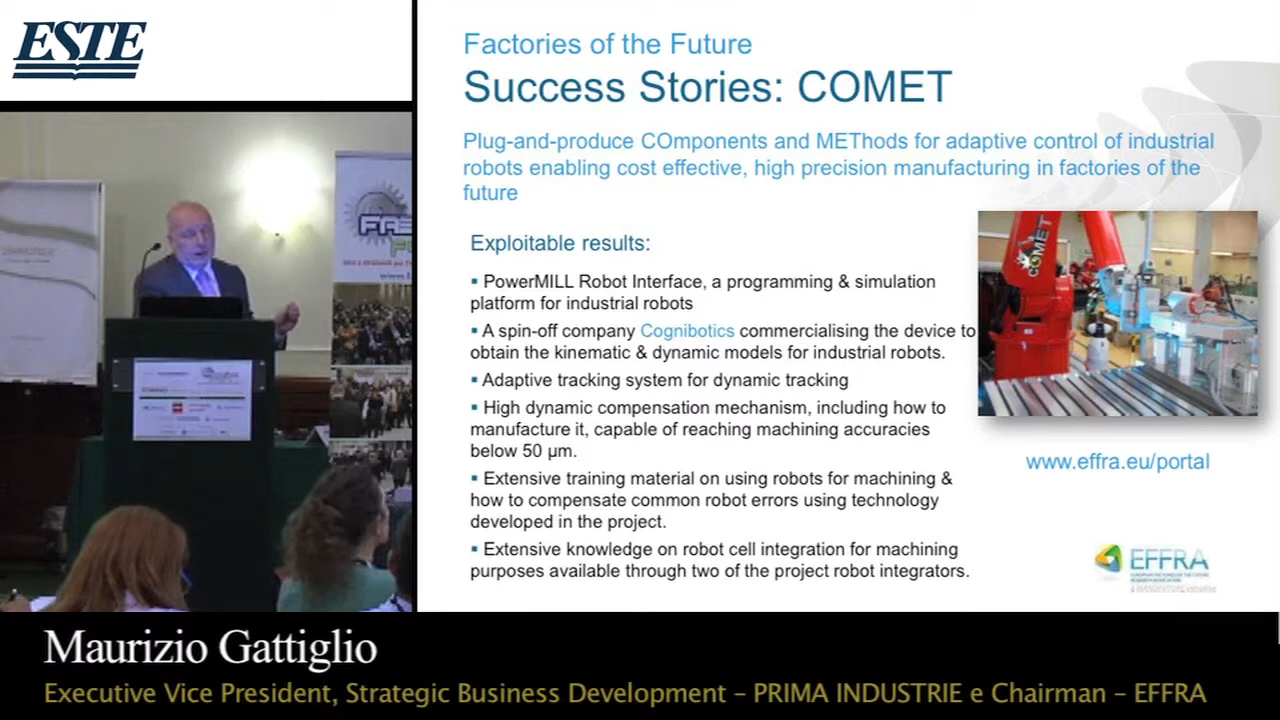 ESTE
Factories of the Future
Success Stories: COMET
Plug-and-produce COmponents and METhods for adaptive control of industrial
robots enabling cost effective, high precision manufacturing in factories of the
future
Exploitable results:
▪ PowerMILL Robot Interface, a programming & simulation
platform for industrial robots
▪ A spin-off company Cognibotics commercialising the device to
obtain the kinematic & dynamic models for industrial robots.
▪ Adaptive tracking system for dynamic tracking
▪ High dynamic compensation mechanism, including how to
manufacture it, capable of reaching machining accuracies
below 50 µm.
▪ Extensive training material on using robots for machining &
how to compensate common robot errors using technology
developed in the project.
▪ Extensive knowledge on robot cell integration for machining
purposes available through two of the project robot integrators.
COMET
www.effra.eu/portal
EFFRA
Maurizio Gattiglio
Executive Vice President, Strategic Business Development – PRIMA INDUSTRIE e Chairman – EFFRA